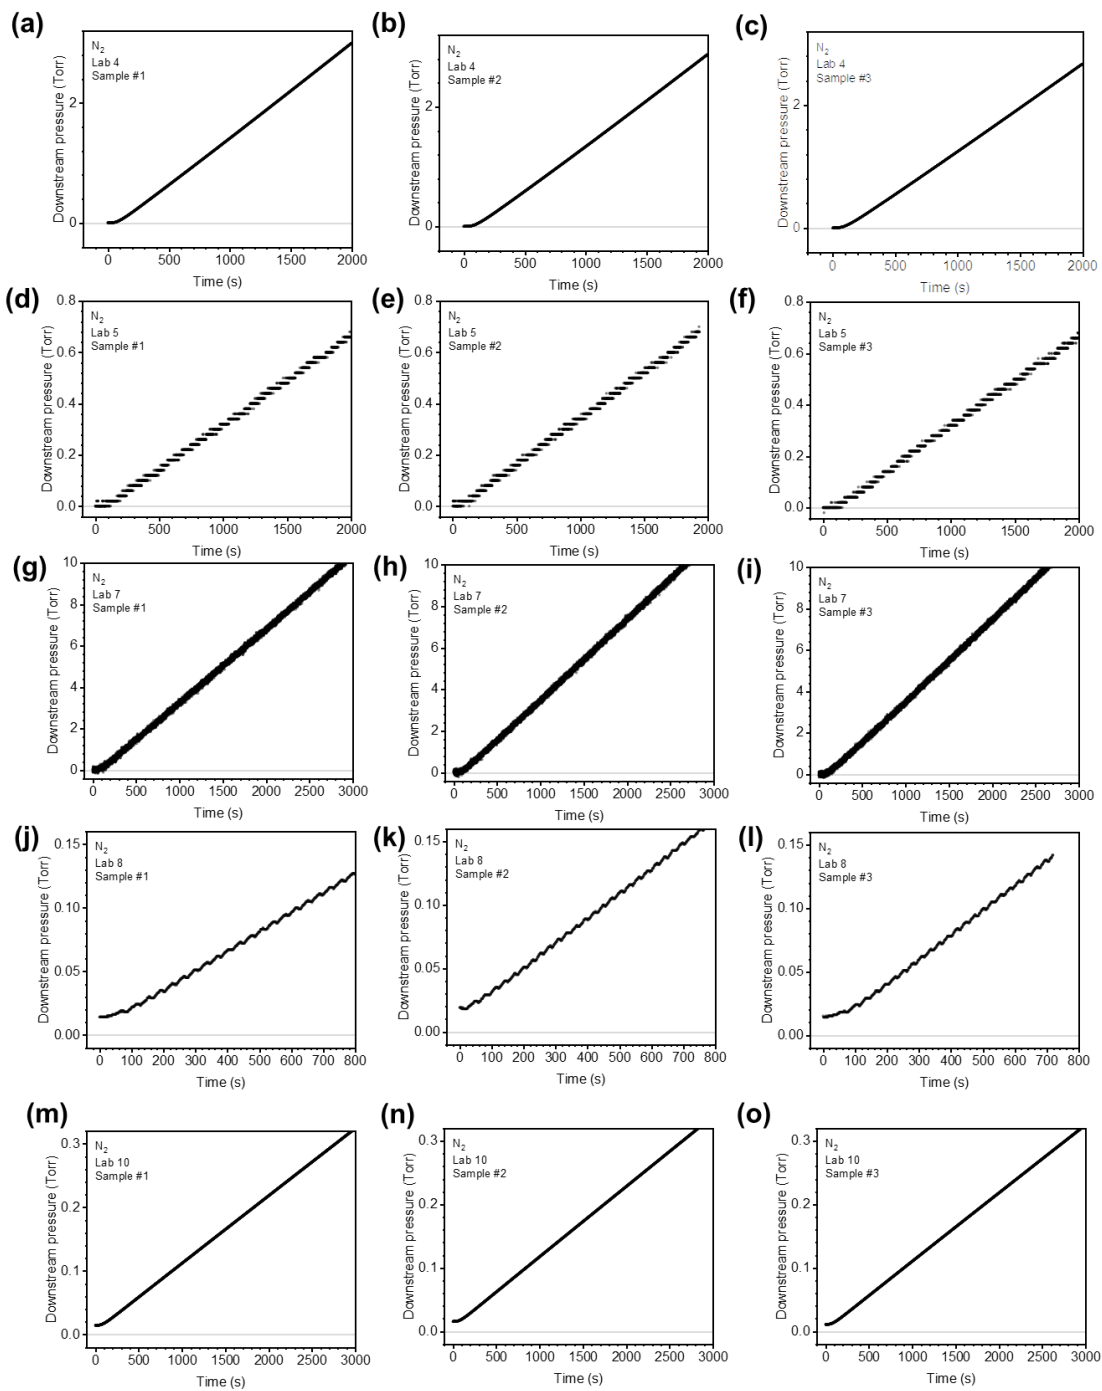 (a)
N2
Lab 4
Sample #1
Downstream pressure (Torr)
2
0
0 500 1000 1500 2000
Time (s)
(b)
N2
Lab 4
Sample #2
Downstream pressure (Torr)
2
0
0 500 1000 1500 2000
Time (s)
(c)
N2
Lab 4
Sample #3
Downstream pressure (Torr)
2
0
0 500 1000 1500 2000
Time (s)
(d)
N2
Lab 5
Sample #1
Downstream pressure (Torr)
0.8
0.6
0.4
0.2
0.0
0 500 1000 1500 2000
Time (s)
(e)
N2
Lab 5
Sample #2
Downstream pressure (Torr)
0.8
0.6
0.4
0.2
0.0
0 500 1000 1500 2000
Time (s)
(f)
N2
Lab 5
Sample #3
Downstream pressure (Torr)
0.8
0.6
0.4
0.2
0.0
0 500 1000 1500 2000
Time (s)
(g)
N2
Lab 7
Sample #1
Downstream pressure (Torr)
10
8
6
4
2
0
0 500 1000 1500 2000 2500 3000
Time (s)
(h)
N2
Lab 7
Sample #2
Downstream pressure (Torr)
10
8
6
4
2
0
0 500 1000 1500 2000 2500 3000
Time (s)
(i)
N2
Lab 7
Sample #3
Downstream pressure (Torr)
10
8
6
4
2
0
0 500 1000 1500 2000 2500 3000
Time (s)
(j)
N2
Lab 8
Sample #1
Downstream pressure (Torr)
0.15
0.10
0.05
0.00
0 100 200 300 400 500 600 700 800
Time (s)
(k)
N2
Lab 8
Sample #2
Downstream pressure (Torr)
0.15
0.10
0.05
0.00
0 100 200 300 400 500 600 700 800
Time (s)
(l)
N2
Lab 8
Sample #3
Downstream pressure (Torr)
0.15
0.10
0.05
0.00
0 100 200 300 400 500 600 700 800
Time (s)
(m)
N2
Lab 10
Sample #1
Downstream pressure (Torr)
0.3
0.2
0.1
0.0
0 500 1000 1500 2000 2500 3000
Time (s)
(n)
N2
Lab 10
Sample #2
Downstream pressure (Torr)
0.3
0.2
0.1
0.0
0 500 1000 1500 2000 2500 3000
Time (s)
(o)
N2
Lab 10
Sample #3
Downstream pressure (Torr)
0.3
0.2
0.1
0.0
0 500 1000 1500 2000 2500 3000
Time (s)